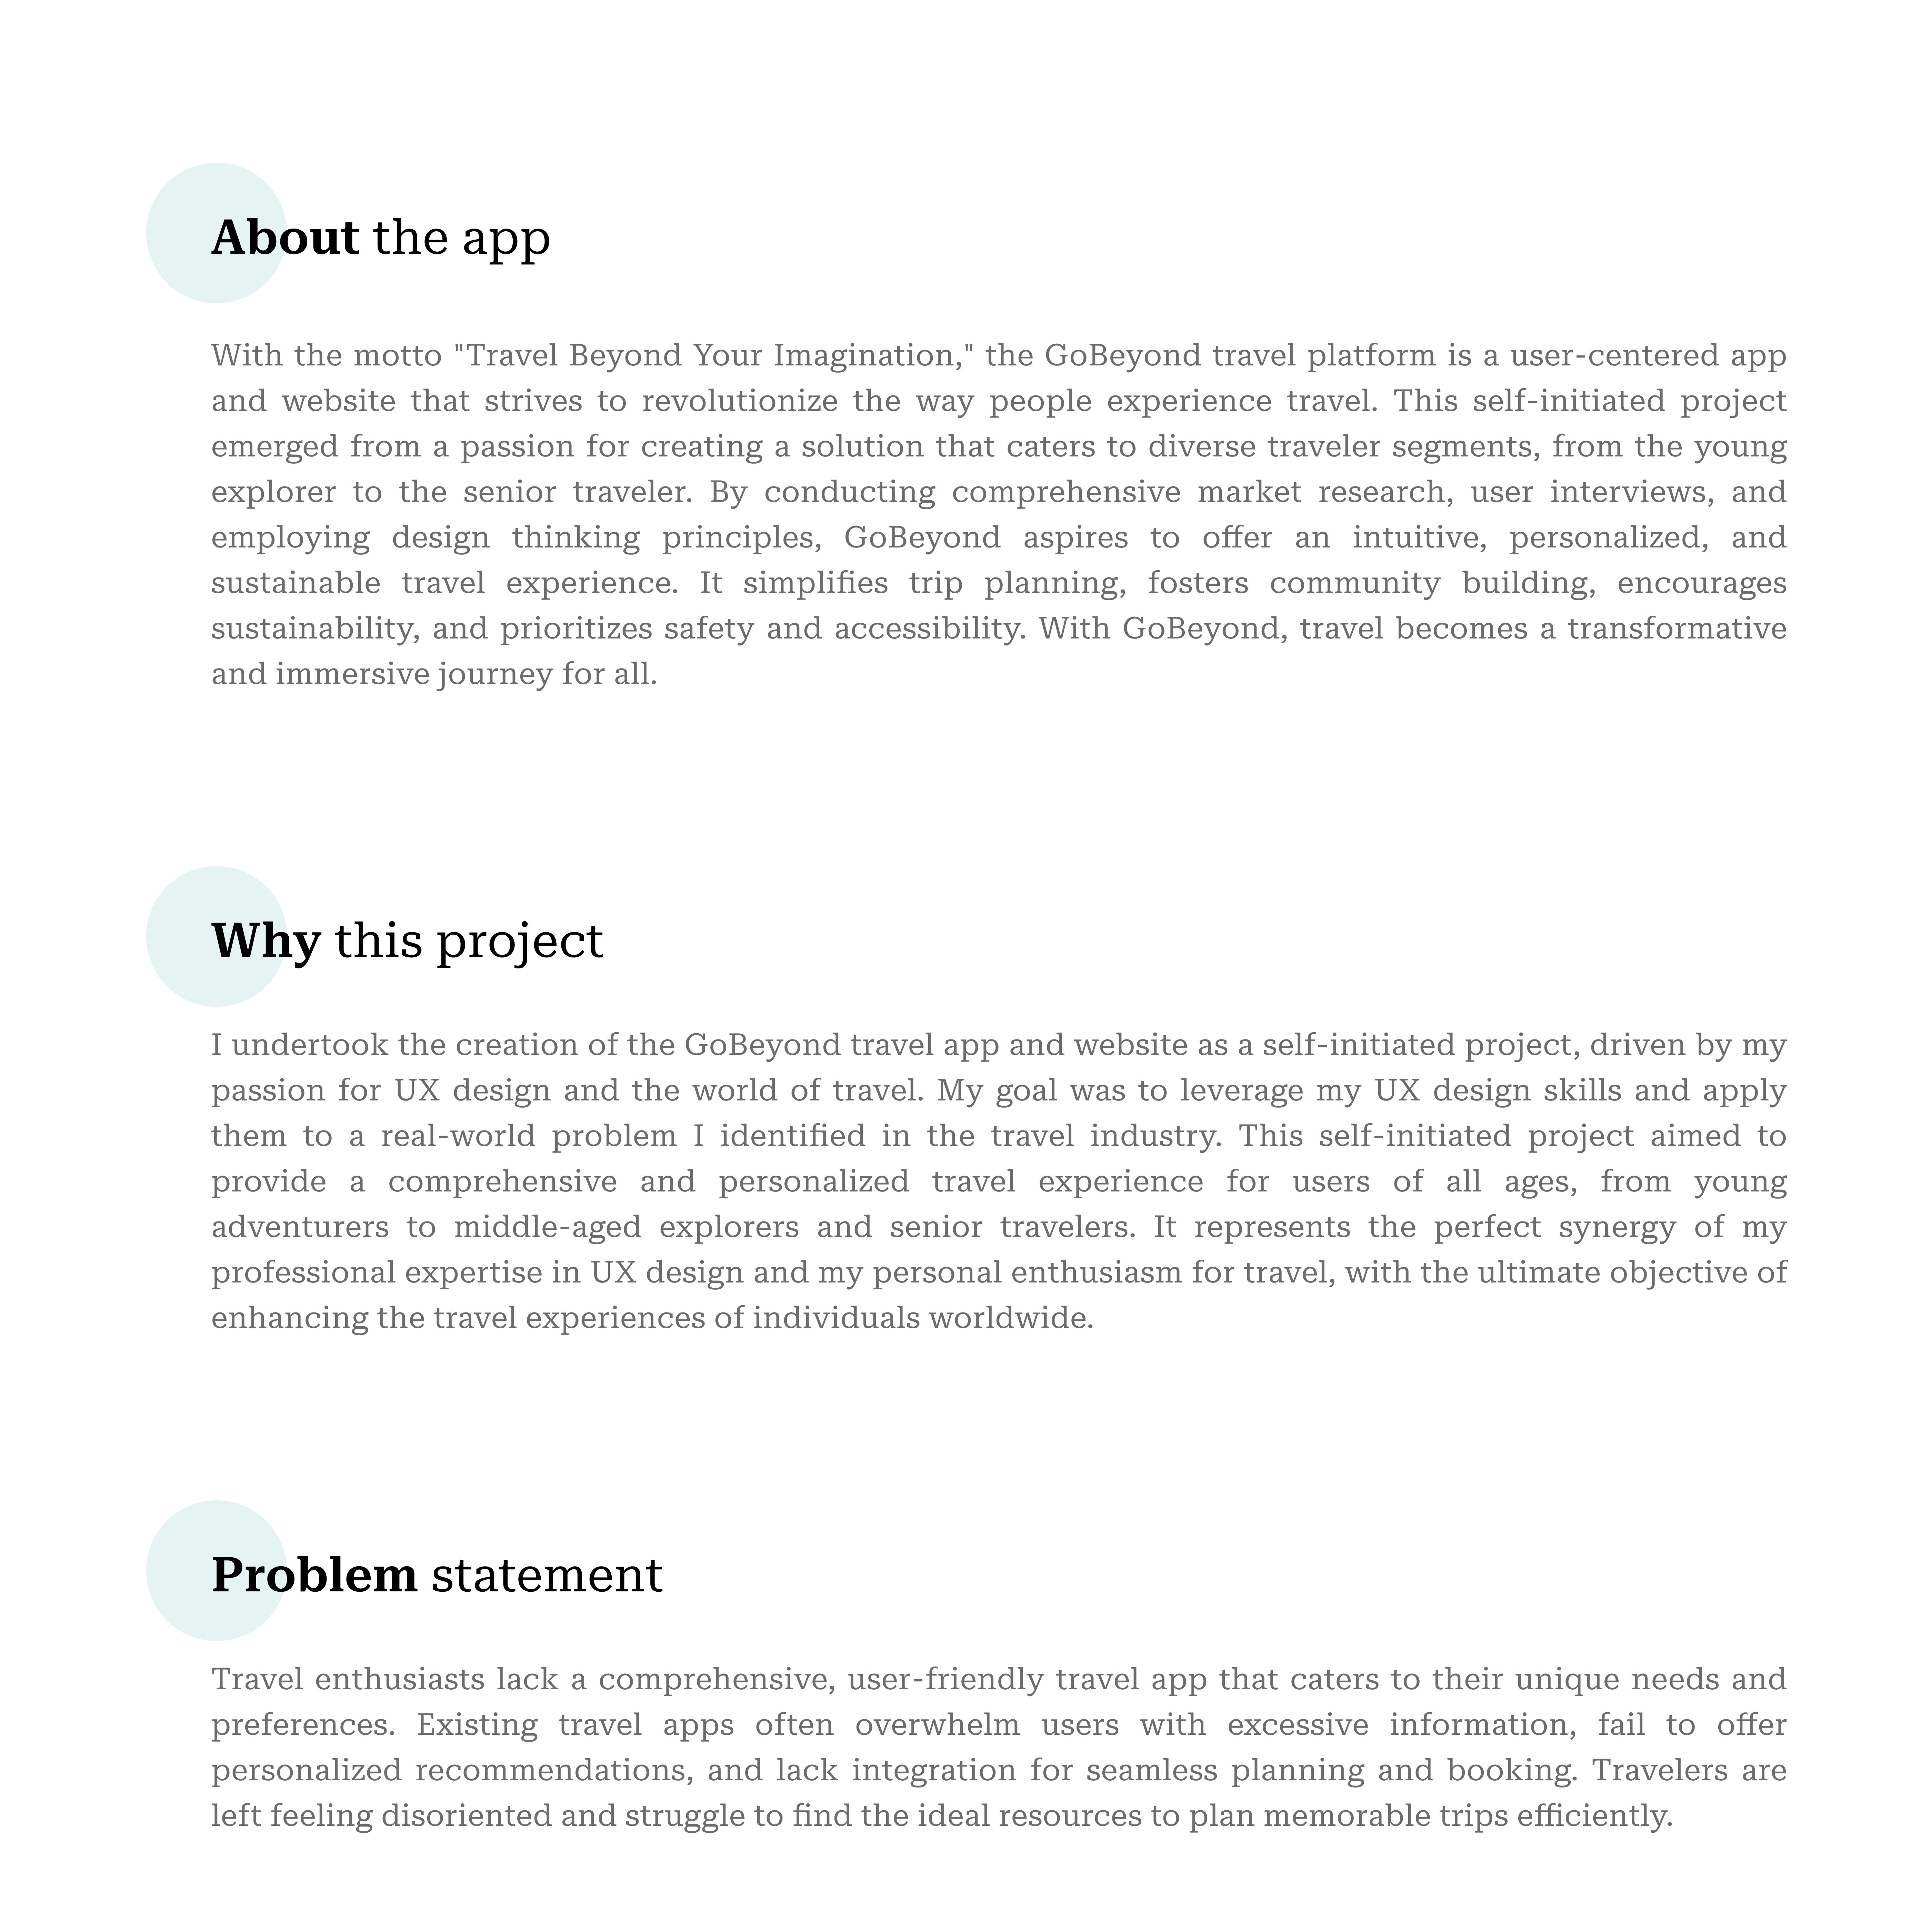 About the app
With the motto "Travel Beyond Your Imagination," the GoBeyond travel platform is a user-centered app
and website that strives to revolutionize the way people experience travel. This self-initiated project
emerged from a passion for creating a solution that caters to diverse traveler segments, from the young
explorer to the senior traveler. By conducting comprehensive market research, user interviews, and
employing design thinking principles, GoBeyond aspires to offer an intuitive, personalized, and
sustainable travel experience. It simplifies trip planning, fosters community building, encourages
sustainability, and prioritizes safety and accessibility. With GoBeyond, travel becomes a transformative
and immersive journey for all.
Why this project
I undertook the creation of the GoBeyond travel app and website as a self-initiated project, driven by my
passion for UX design and the world of travel. My goal was to leverage my UX design skills and apply
them to a real-world problem I identified in the travel industry. This self-initiated project aimed to
provide a comprehensive and personalized travel experience for users of all ages, from young
adventurers to middle-aged explorers and senior travelers. It represents the perfect synergy of my
professional expertise in UX design and my personal enthusiasm for travel, with the ultimate objective of
enhancing the travel experiences of individuals worldwide.
Problem statement
Travel enthusiasts lack a comprehensive, user-friendly travel app that caters to their unique needs and
preferences. Existing travel apps often overwhelm users with excessive information, fail to offer
personalized recommendations, and lack integration for seamless planning and booking. Travelers are
left feeling disoriented and struggle to find the ideal resources to plan memorable trips efficiently.